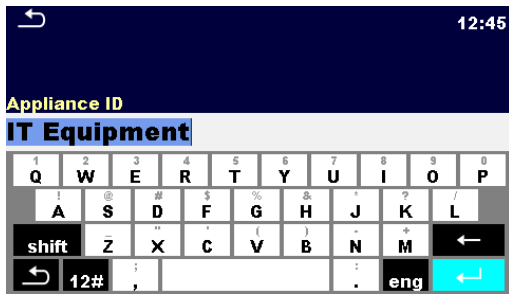 12:45
Appliance ID
IT Equipment
1 2 3 4 5 6 7 8 9 0
Q W E R T Y U I O P
! @ # $ % & * ? /
A S D F G H J K L
_ " ( ) - +
shift Z X C V B N M ←
; :
12# , . eng